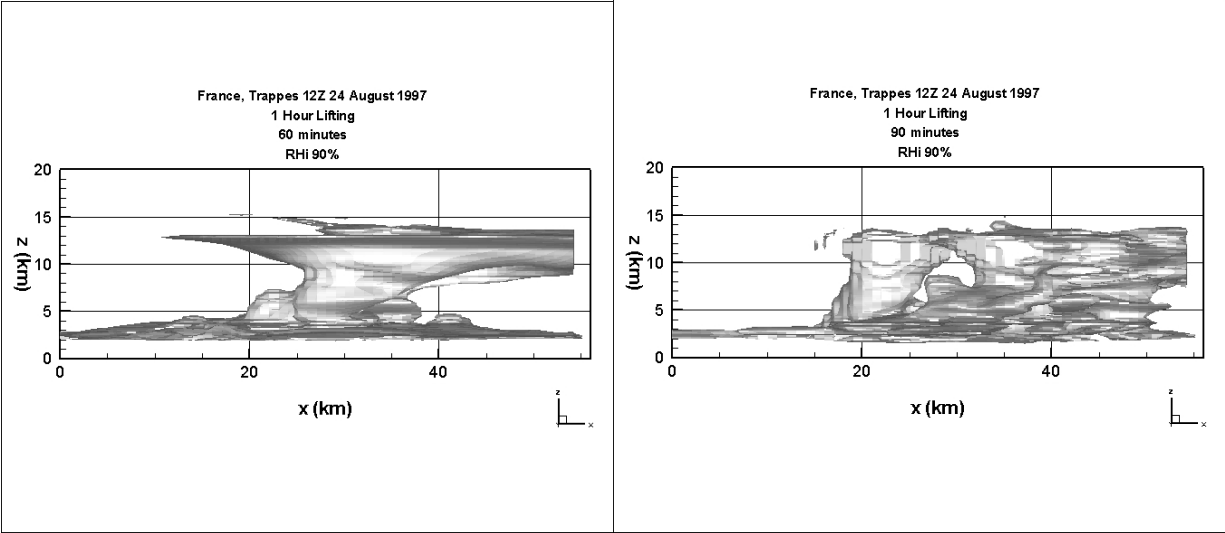 France, Trappes 12Z 24 August 1997
1 Hour Lifting
60 minutes
RHi 90%
20
15
10
5
0
z (km)
0
20
40
x (km)
z
x
France, Trappes 12Z 24 August 1997
1 Hour Lifting
90 minutes
RHi 90%
20
15
10
5
0
z (km)
0
20
40
x (km)
z
x